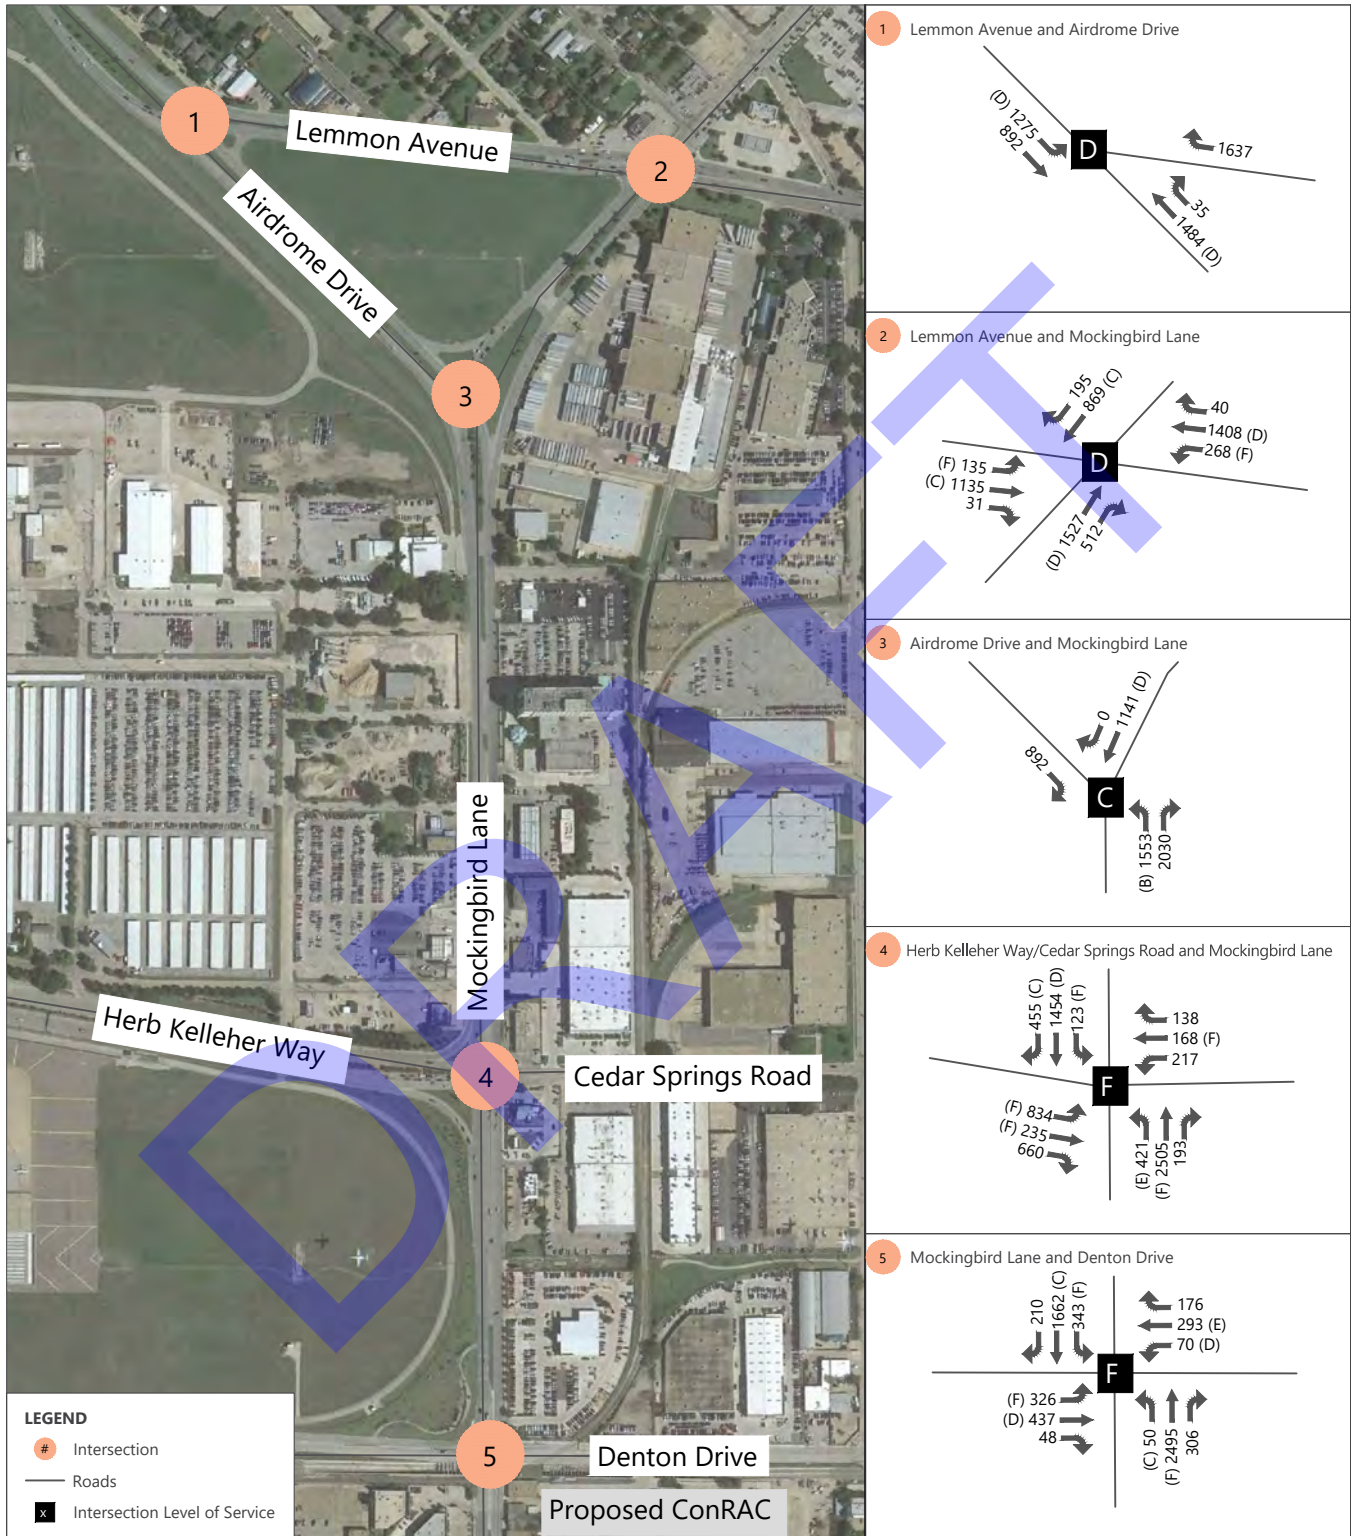 1
Lemmon Avenue
2
Airdrome Drive
3
Mockingbird Lane
Herb Kelleher Way
4
Cedar Springs Road
5
Denton Drive
Proposed ConRAC
LEGEND
# Intersection
Roads
x Intersection Level of Service
1 Lemmon Avenue and Airdrome Drive
(D) 1275
892
D
1637
35
1484 (D)
2 Lemmon Avenue and Mockingbird Lane
195
869 (C)
40
1408 (D)
268 (F)
D
(F) 135
(C) 1135
31
(D) 1527
512
3 Airdrome Drive and Mockingbird Lane
0
1141 (D)
892
C
(B) 1553
2030
4 Herb Kelleher Way/Cedar Springs Road and Mockingbird Lane
455 (C)
1454 (D)
123 (F)
138
168 (F)
217
F
(F) 834
(F) 235
660
(E) 421
(F) 2505
193
5 Mockingbird Lane and Denton Drive
210
1662 (C)
343 (F)
176
293 (E)
70 (D)
F
(F) 326
(D) 437
48
(C) 50
(F) 2495
306
DRAFT